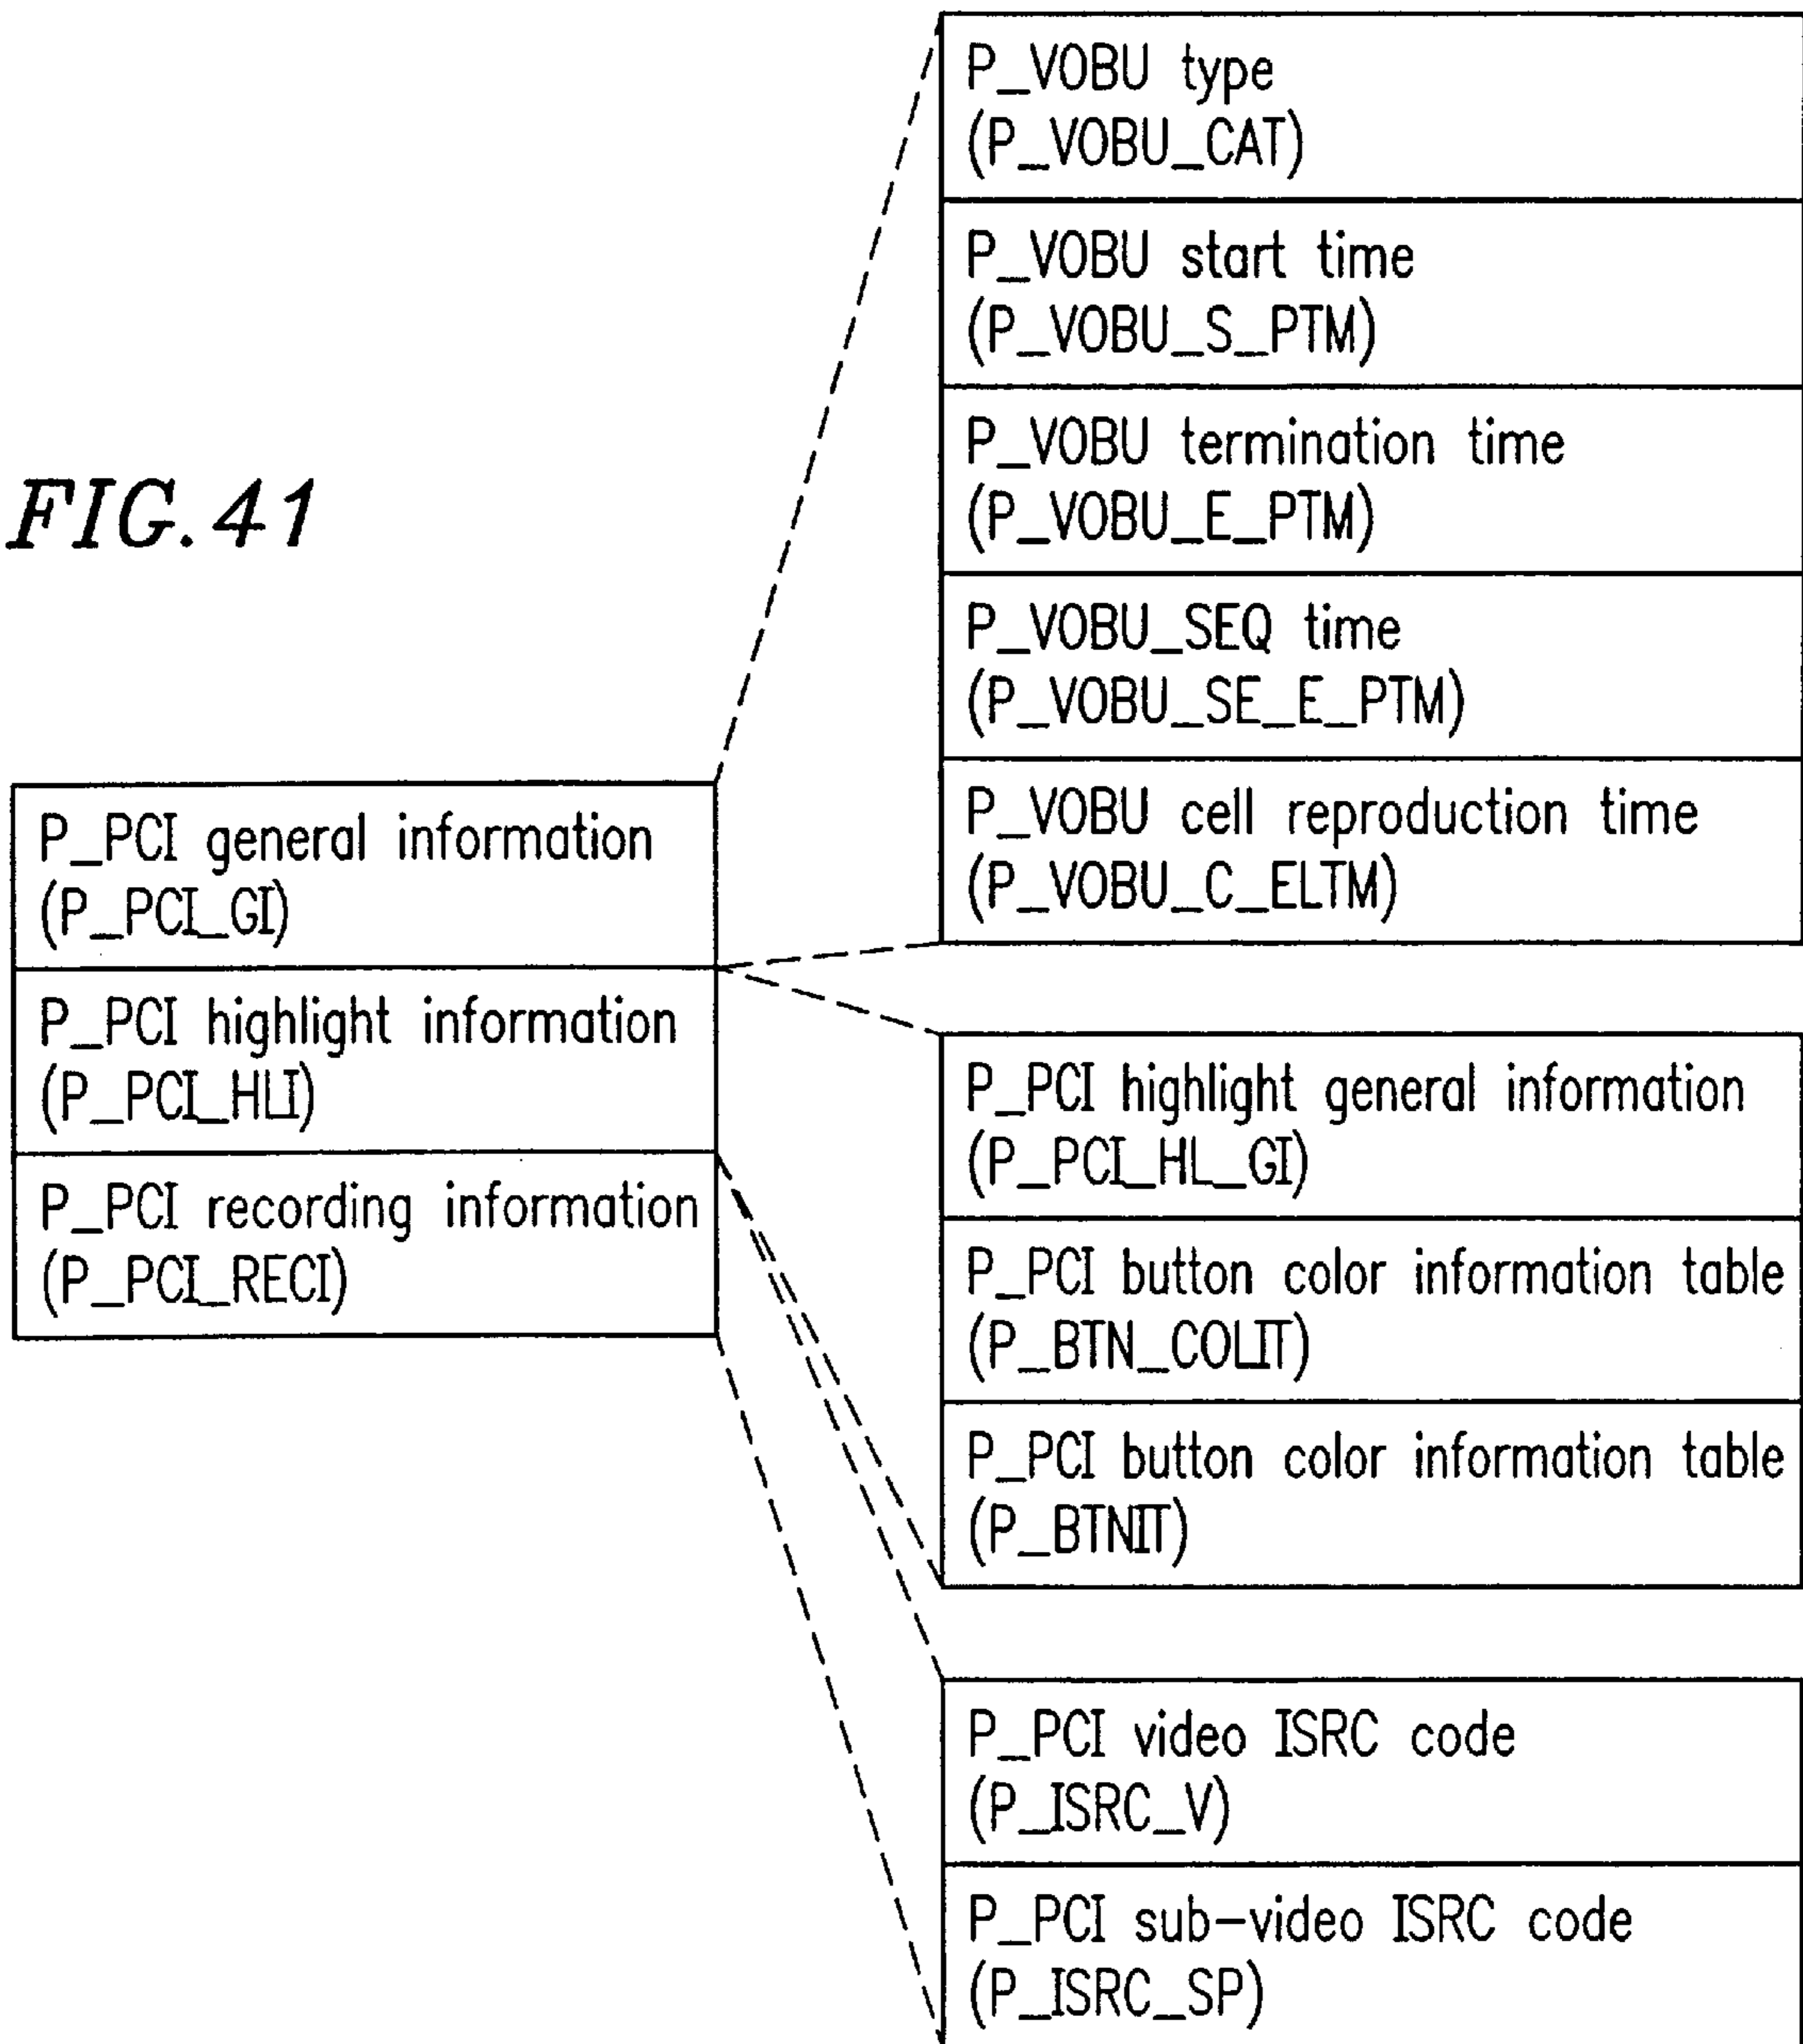 FIG.41
P_PCI general information
(P_PCI_GI)
P_PCI highlight information
(P_PCI_HLI)
P_PCI recording information
(P_PCI_RECI)
P_VOBU type
(P_VOBU_CAT)
P_VOBU start time
(P_VOBU_S_PTM)
P_VOBU termination time
(P_VOBU_E_PTM)
P_VOBU_SEQ time
(P_VOBU_SE_E_PTM)
P_VOBU cell reproduction time
(P_VOBU_C_ELTM)
P_PCI highlight general information
(P_PCI_HL_GI)
P_PCI button color information table
(P_BTN_COLIT)
P_PCI button color information table
(P_BTNIT)
P_PCI video ISRC code
(P_ISRC_V)
P_PCI sub-video ISRC code
(P_ISRC_SP)